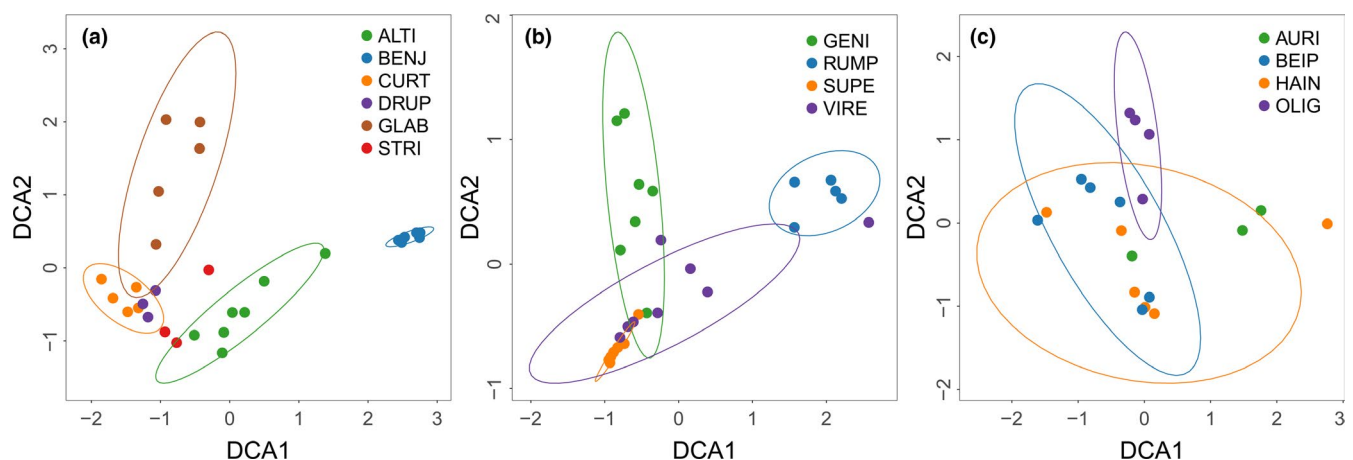 (a)
ALTI
BENJ
CURT
DRUP
GLAB
STRI
DCA2
3
2
1
0
−1
−2
−1
0
1
2
3
DCA1
(b)
GENI
RUMP
SUPE
VIRE
DCA2
2
1
0
−1
−2
−1
0
1
2
DCA1
(c)
AURI
BEIP
HAIN
OLIG
DCA2
2
1
0
−1
−2
−2
−1
0
1
2
3
DCA1